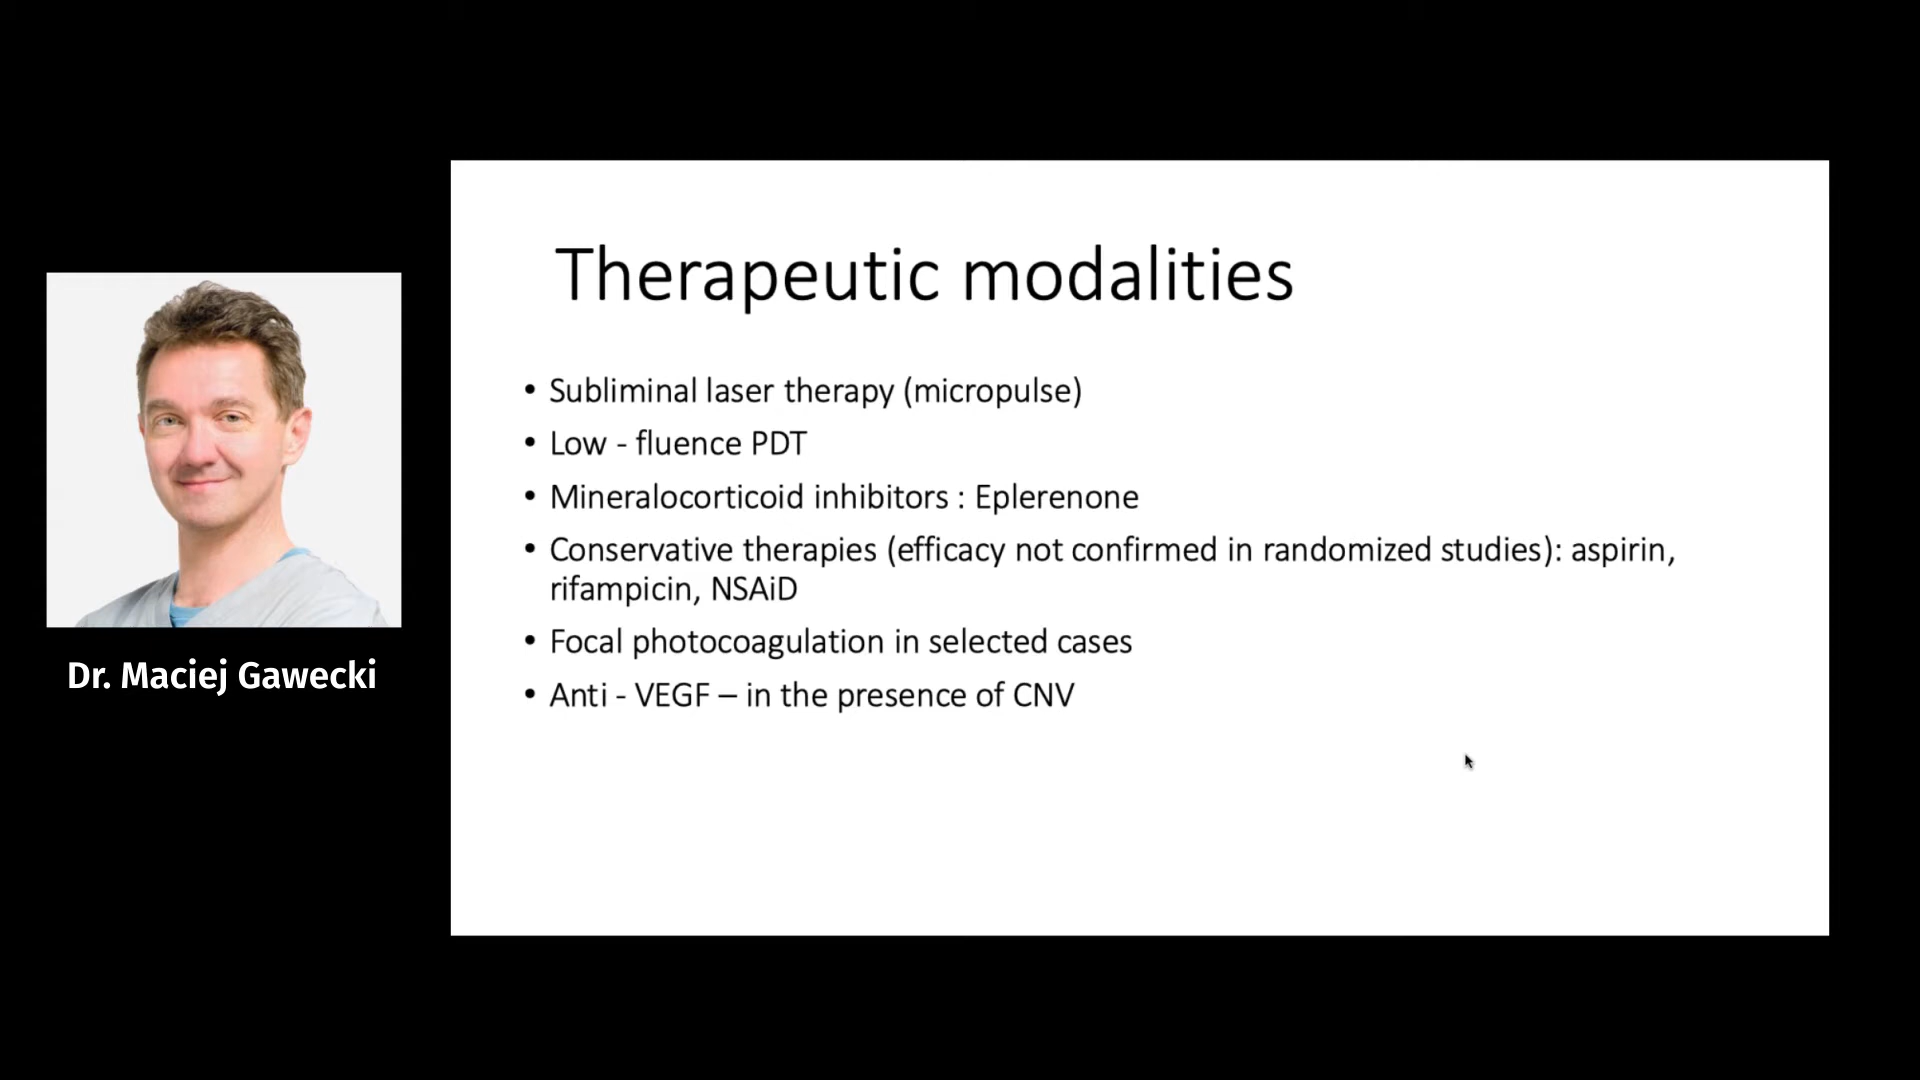 Therapeutic modalities
• Subliminal laser therapy (micropulse)
• Low - fluence PDT
• Mineralocorticoid inhibitors : Eplerenone
• Conservative therapies (efficacy not confirmed in randomized studies): aspirin,
rifampicin, NSAiD
• Focal photocoagulation in selected cases
• Anti - VEGF – in the presence of CNV
Dr. Maciej Gawecki